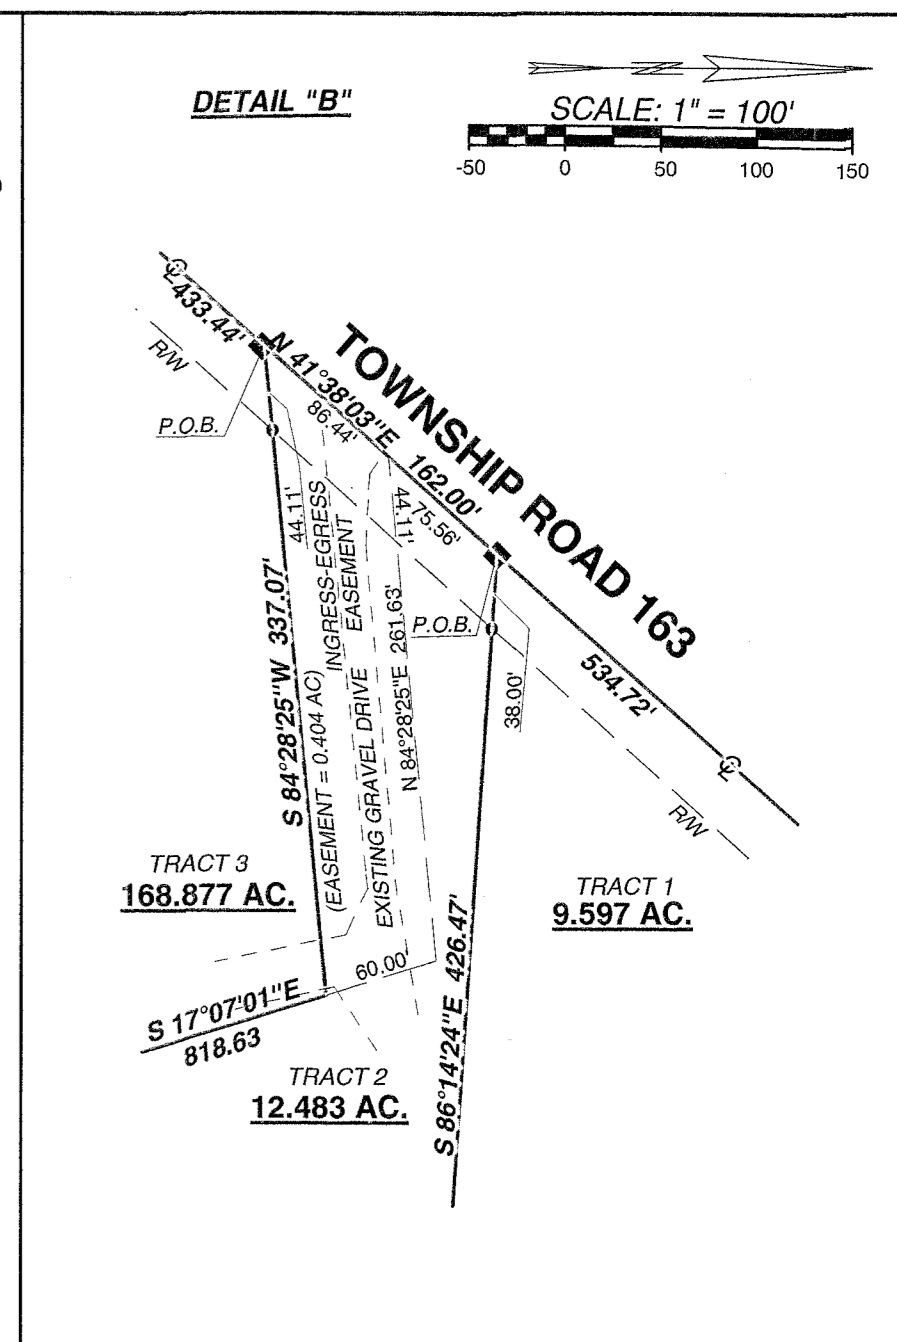 DETAIL "B"
SCALE: 1" = 100'
-50 0 50 100 150
433.44'
R/W
N 41°38'03"E 162.00'
TOWNSHIP ROAD 163
86.44'
75.56'
P.O.B.
44.11'
44.11'
S 84°28'25"W 337.07'
(EASEMENT = 0.404 AC)
INGRESS-EGRESS
EASEMENT
EXISTING GRAVEL DRIVE
N 84°28'25"E 261.63'
P.O.B.
38.00'
534.72'
R/W
TRACT 3
168.877 AC.
TRACT 1
9.597 AC.
60.00'
S 17°07'01"E
818.63
S 86°14'24"E 426.47'
TRACT 2
12.483 AC.